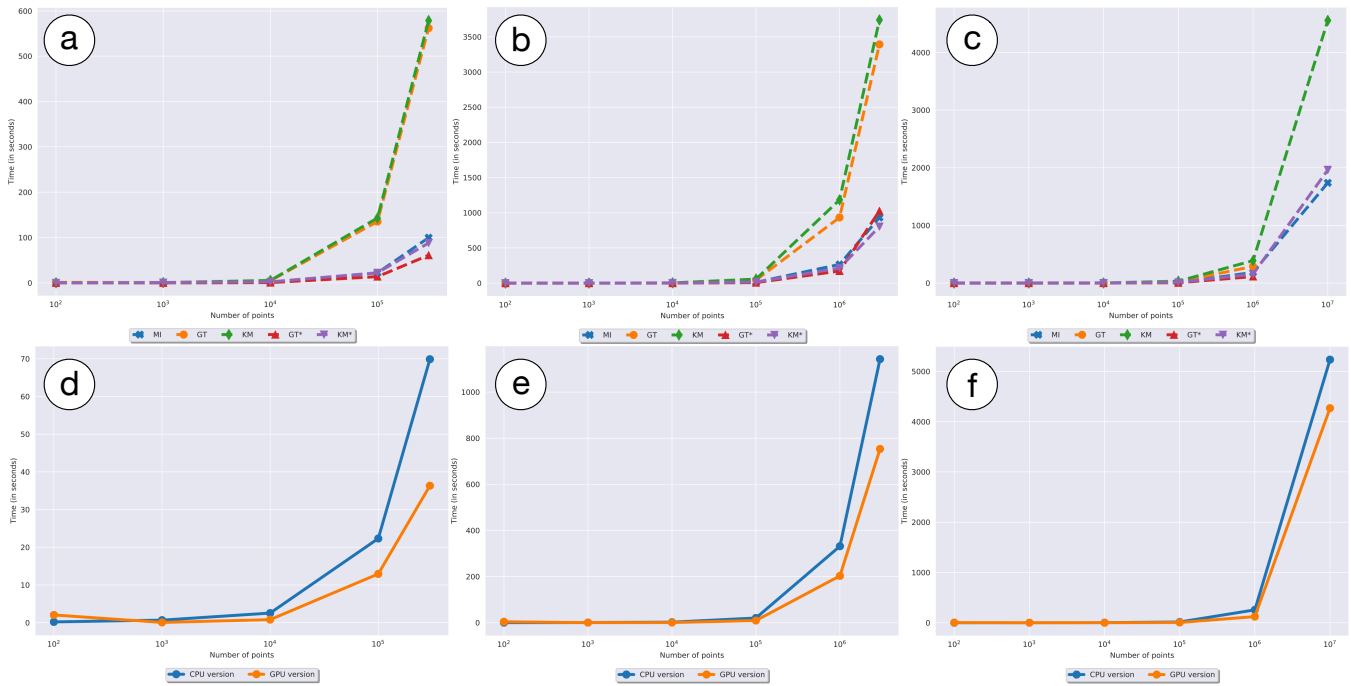 a
600
500
400
300
200
100
0
Time (in seconds)
10² 10³ 10⁴ 10⁵
Number of points
MI GT KM GT* KM*
b
3500
3000
2500
2000
1500
1000
500
0
Time (in seconds)
10² 10³ 10⁴ 10⁵ 10⁶
Number of points
MI GT KM GT* KM*
c
4000
3000
2000
1000
0
Time (in seconds)
10² 10³ 10⁴ 10⁵ 10⁶ 10⁷
Number of points
MI GT KM GT* KM*
d
70
60
50
40
30
20
10
0
Time (in seconds)
10² 10³ 10⁴ 10⁵
Number of points
CPU version GPU version
e
1000
800
600
400
200
0
Time (in seconds)
10² 10³ 10⁴ 10⁵ 10⁶
Number of points
CPU version GPU version
f
5000
4000
3000
2000
1000
0
Time (in seconds)
10² 10³ 10⁴ 10⁵ 10⁶ 10⁷
Number of points
CPU version GPU version